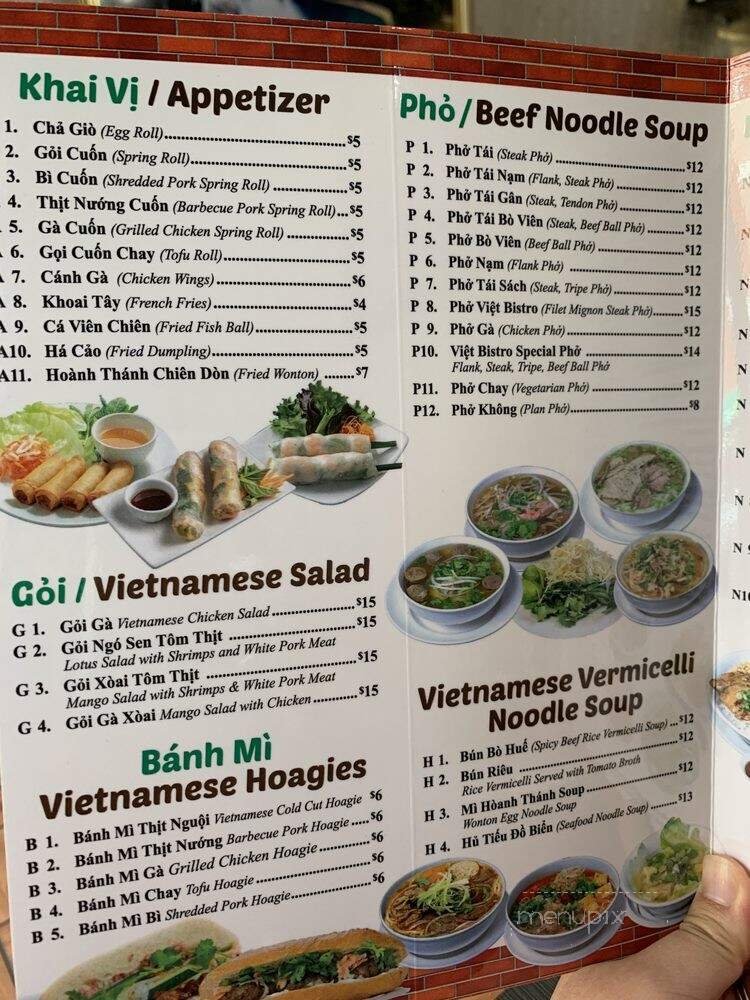 Khai Vị / Appetizer
1. Chả Giò (Egg Roll)..........$5
2. Gỏi Cuốn (Spring Roll)..........$5
3. Bì Cuốn (Shredded Pork Spring Roll)..........$5
4. Thịt Nướng Cuốn (Barbecue Pork Spring Roll)...$5
A 5. Gà Cuốn (Grilled Chicken Spring Roll)..........$5
A 6. Gọi Cuốn Chay (Tofu Roll)..........$5
A 7. Cánh Gà (Chicken Wings)..........$6
A 8. Khoai Tây (French Fries)..........$4
A 9. Cá Viên Chiên (Fried Fish Ball)..........$5
A10. Há Cảo (Fried Dumpling)..........$5
A11. Hoành Thánh Chiên Dòn (Fried Wonton) ........$7
Gỏi / Vietnamese Salad
G 1. Gỏi Gà Vietnamese Chicken Salad..........$15
G 2. Gỏi Ngó Sen Tôm Thịt ..........$15
Lotus Salad with Shrimps and White Pork Meat
G 3. Gỏi Xòai Tôm Thịt ..........$15
Mango Salad with Shrimps & White Pork Meat
G 4. Gỏi Gà Xoài Mango Salad with Chicken..........$15
Bánh Mì
Vietnamese Hoagies
B 1. Bánh Mì Thịt Nguội Vietnamese Cold Cut Hoagie $6
B 2. Bánh Mì Thịt Nướng Barbecue Pork Hoagie.....$6
B 3. Bánh Mì Gà Grilled Chicken Hoagie..........$6
B 4. Bánh Mì Chay Tofu Hoagie..........$6
B 5. Bánh Mì Bì Shredded Pork Hoagie..........$6
Phỏ / Beef Noodle Soup
P 1. Phở Tái (Steak Phở)..........$12
P 2. Phở Tái Nạm (Flank, Steak Phở)..........$12
P 3. Phở Tái Gân (Steak, Tendon Phở)..........$12
P 4. Phở Tái Bò Viên (Steak, Beef Ball Phở)..........$12
P 5. Phở Bò Viên (Beef Ball Phở)..........$12
P 6. Phở Nạm (Flank Phở) ..........$12
P 7. Phở Tái Sách (Steak, Tripe Phở)..........$12
P 8. Phở Việt Bistro (Filet Mignon Steak Phở)..........$15
P 9. Phở Gà (Chicken Phở)..........$12
P10. Việt Bistro Special Phở ..........$14
Flank, Steak, Tripe, Beef Ball Phở
P11. Phở Chay (Vegetarian Phở) ..........$12
P12. Phở Không (Plan Phở)..........$8
Vietnamese Vermicelli
Noodle Soup
H 1. Bún Bò Huế (Spicy Beef Rice Vermicelli Soup)...$12
H 2. Bún Riêu ..........$12
Rice Vermicelli Served with Tomato Broth
H 3. Mì Hòanh Thánh Soup..........$12
Wonton Egg Noodle Soup
H 4. Hủ Tiếu Đồ Biển (Seafood Noodle Soup)..........$13
menupix